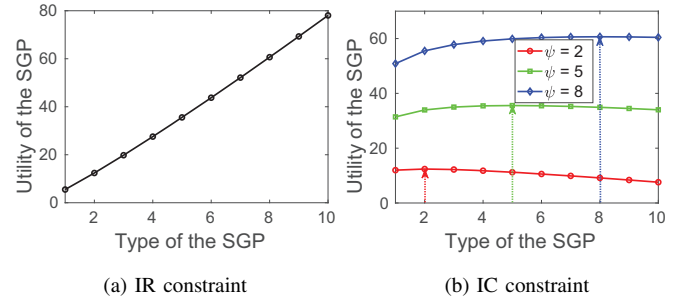 80
60
40
20
0
2 4 6 8 10
Utility of the SGP
Type of the SGP
(a) IR constraint
60
40
20
0
2 4 6 8 10
Utility of the SGP
Type of the SGP
ψ = 2
ψ = 5
ψ = 8
(b) IC constraint